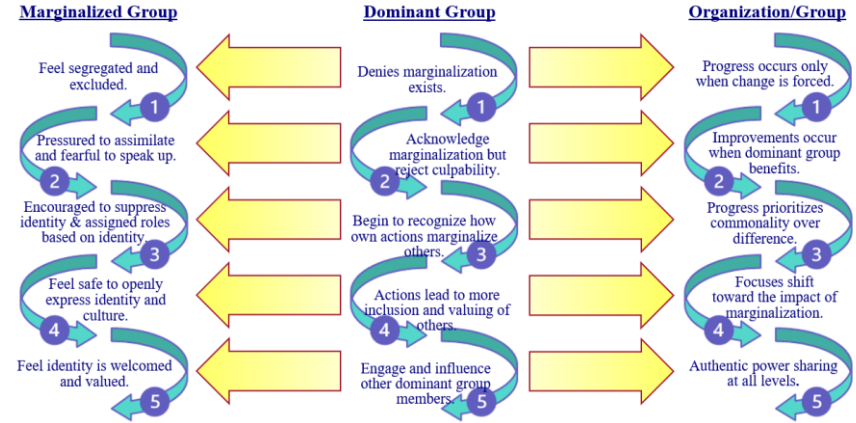 Marginalized Group
Dominant Group
Organization/Group
Feel segregated and
excluded.
1
Denies marginalization
exists.
1
Progress occurs only
when change is forced.
1
Pressured to assimilate
and fearful to speak up.
2
Acknowledge
marginalization but
reject culpability.
2
Improvements occur
when dominant group
benefits.
2
Encouraged to suppress
identity & assigned roles
based on identity.
3
Begin to recognize how
own actions marginalize
others.
3
Progress prioritizes
commonality over
difference.
3
Feel safe to openly
express identity and
culture.
4
Actions lead to more
inclusion and valuing of
others.
4
Focuses shift
toward the impact of
marginalization.
4
Feel identity is welcomed
and valued.
5
Engage and influence
other dominant group
members.
5
Authentic power sharing
at all levels.
5